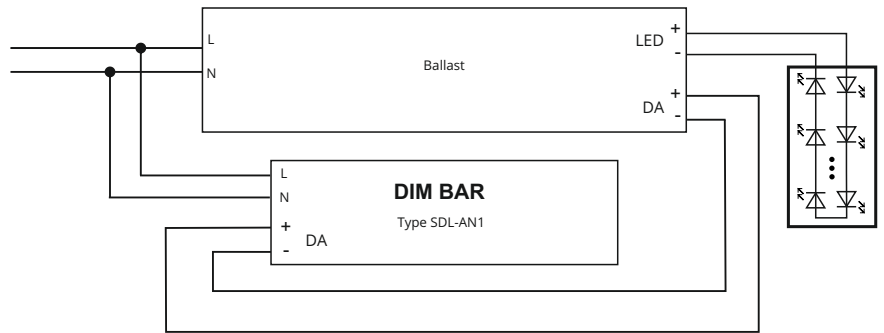 L
N
Ballast
LED
+
-
DA
+
-
L
N
+
-
DA
DIM BAR
Type SDL-AN1